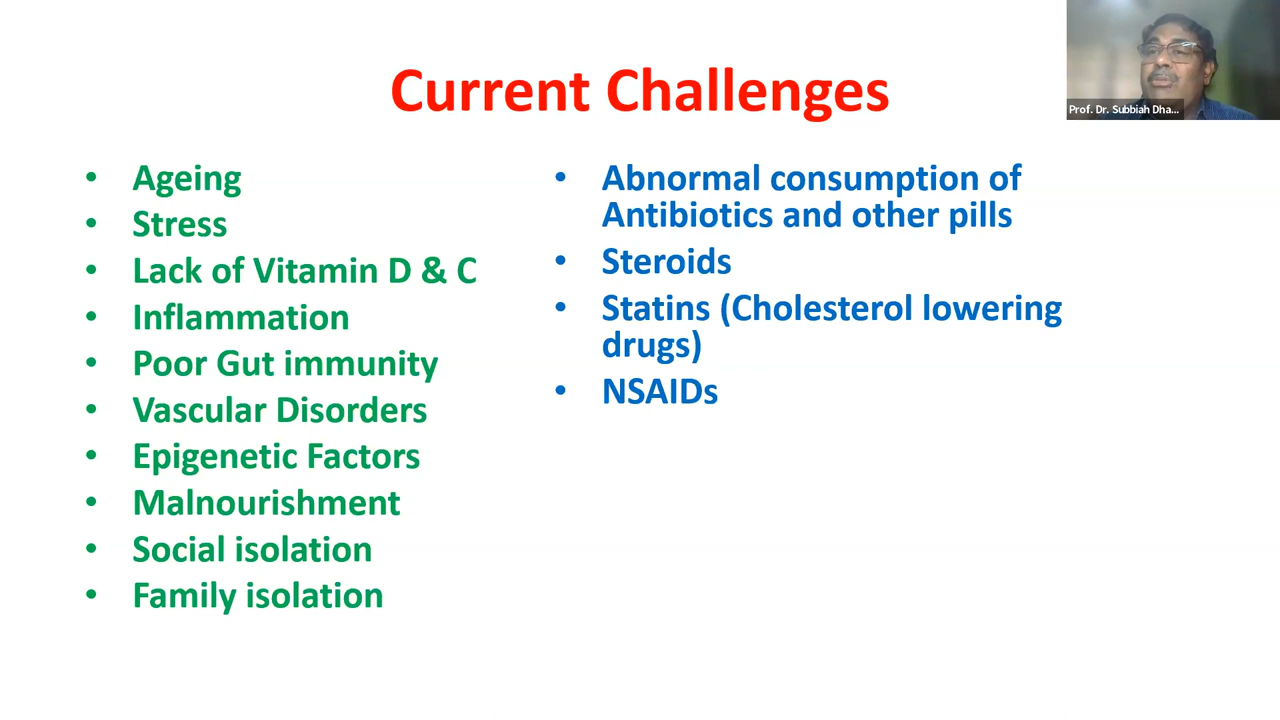 Current Challenges
Prof. Dr. Subbiah Dha...
• Ageing
• Stress
• Lack of Vitamin D & C
• Inflammation
• Poor Gut immunity
• Vascular Disorders
• Epigenetic Factors
• Malnourishment
• Social isolation
• Family isolation
• Abnormal consumption of
Antibiotics and other pills
• Steroids
• Statins (Cholesterol lowering
drugs)
• NSAIDs